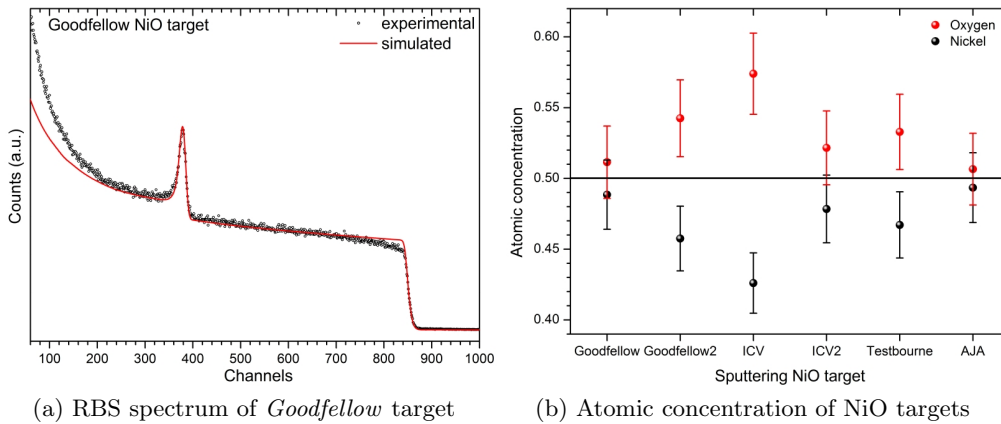 Goodfellow NiO target
experimental
simulated
Counts (a.u.)
100 200 300 400 500 600 700 800 900 1000
Channels
(a) RBS spectrum of Goodfellow target
Oxygen
Nickel
0.60
0.55
0.50
0.45
0.40
Atomic concentration
Goodfellow Goodfellow2 ICV ICV2 Testbourne AJA
Sputtering NiO target
(b) Atomic concentration of NiO targets